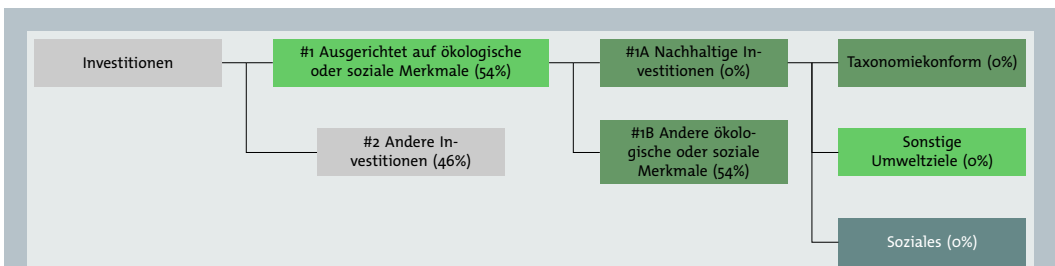 Investitionen
#1 Ausgerichtet auf ökologische
oder soziale Merkmale (54%)
#1A Nachhaltige In-
vestitionen (0%)
Taxonomiekonform (0%)
#2 Andere In-
vestitionen (46%)
#1B Andere ökolo-
gische oder soziale
Merkmale (54%)
Sonstige
Umweltziele (0%)
Soziales (0%)